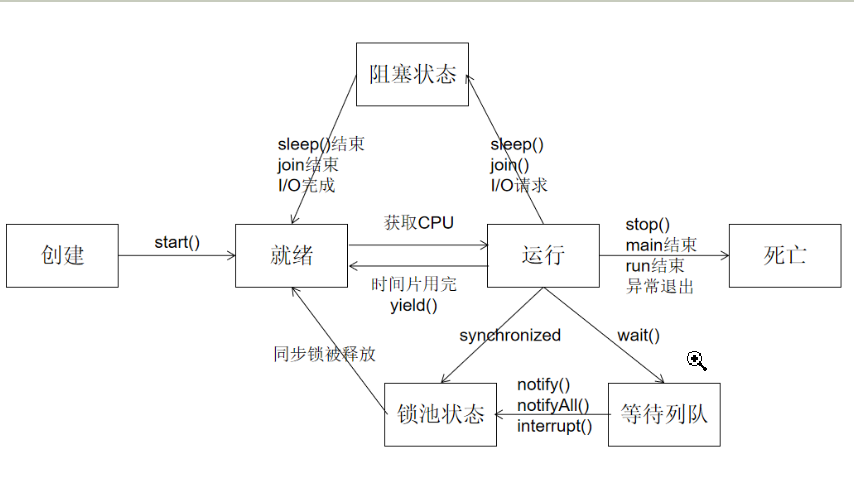 阻塞状态
sleep()结束
join结束
I/O完成
sleep()
join()
I/O请求
创建
start()
就绪
获取CPU
时间片用完
yield()
运行
stop()
main结束
run结束
异常退出
死亡
同步锁被释放
synchronized
wait()
锁池状态
notify()
notifyAll()
interrupt()
等待列队